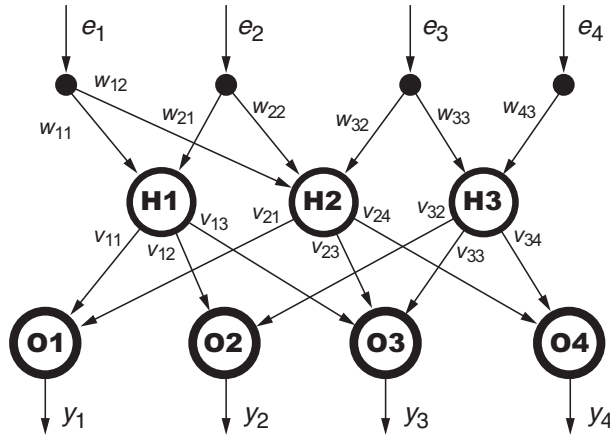 e1 e2 e3 e4
w11 w12 w21 w22 w32 w33 w43
H1 H2 H3
v11 v12 v13 v21 v23 v24 v32 v33 v34
O1 O2 O3 O4
y1 y2 y3 y4